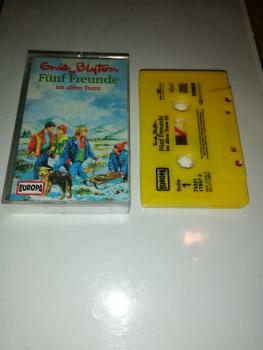 Enid Blyton
Fünf Freunde
im alten Turm
EUROPA
Enid Blyton
Fünf Freunde
im alten Turm
EUROPA
Seite
1